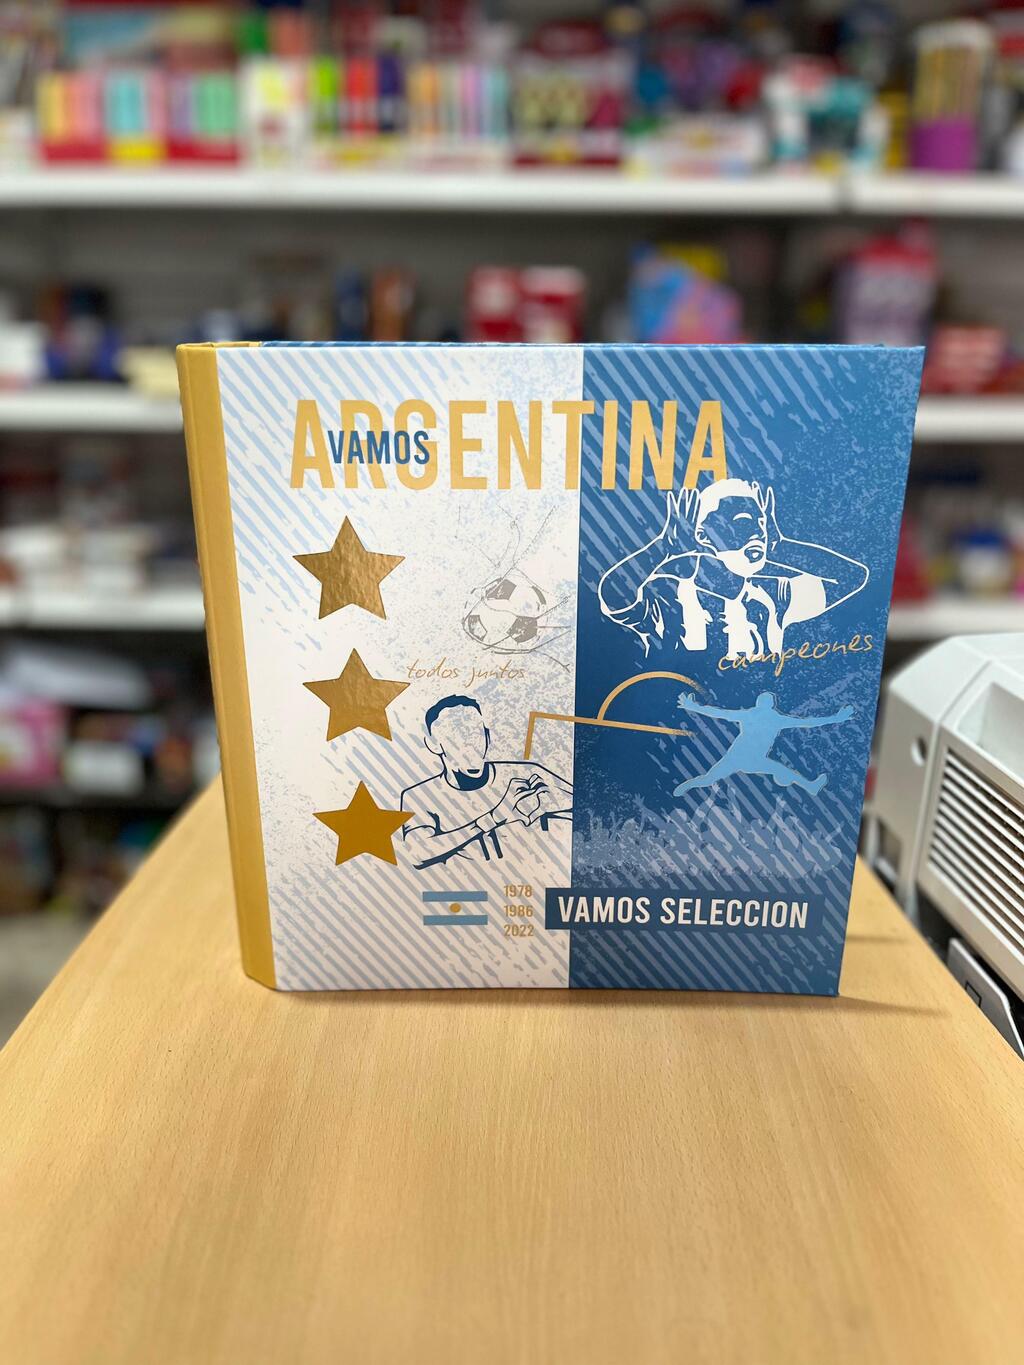 ARGENTINA
VAMOS
campeones
todos juntos
1978
1986
2022
VAMOS SELECCION